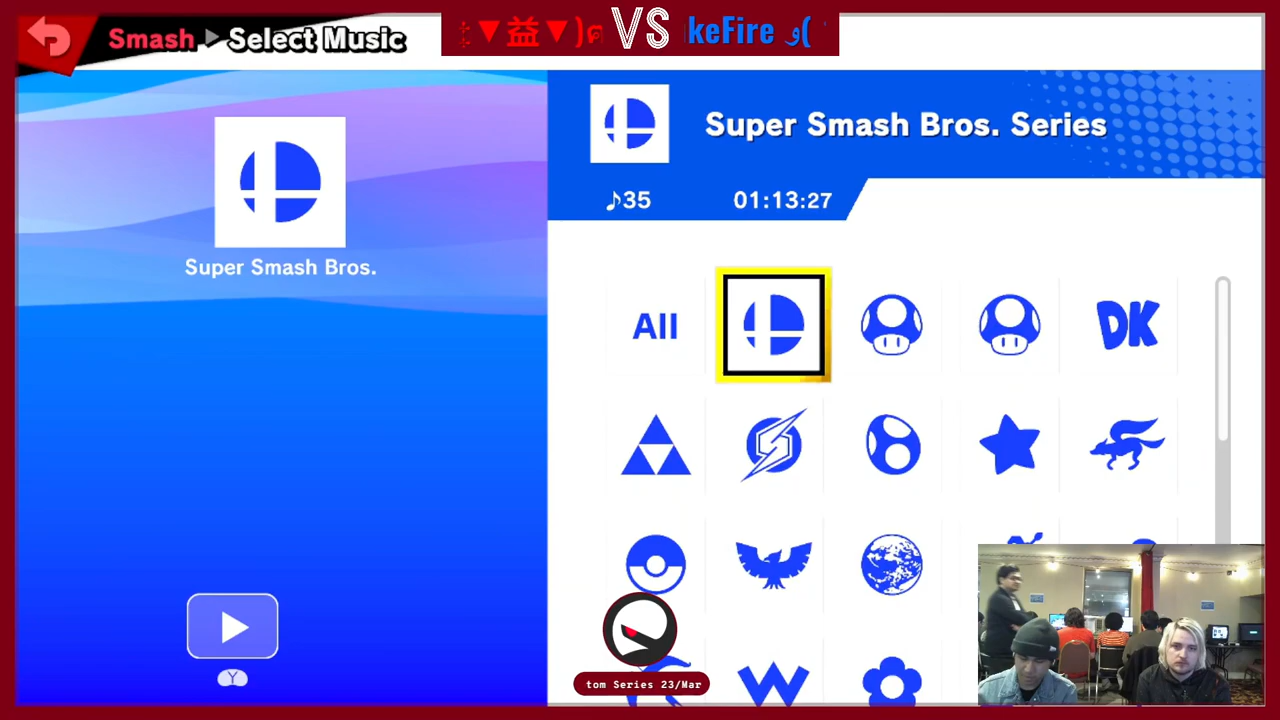 Smash ▶ Select Music
▼益▼)ค VS keFire و(
Super Smash Bros. Series
♪35 01:13:27
Super Smash Bros.
All
DK
Y
tom Series 23/Mar